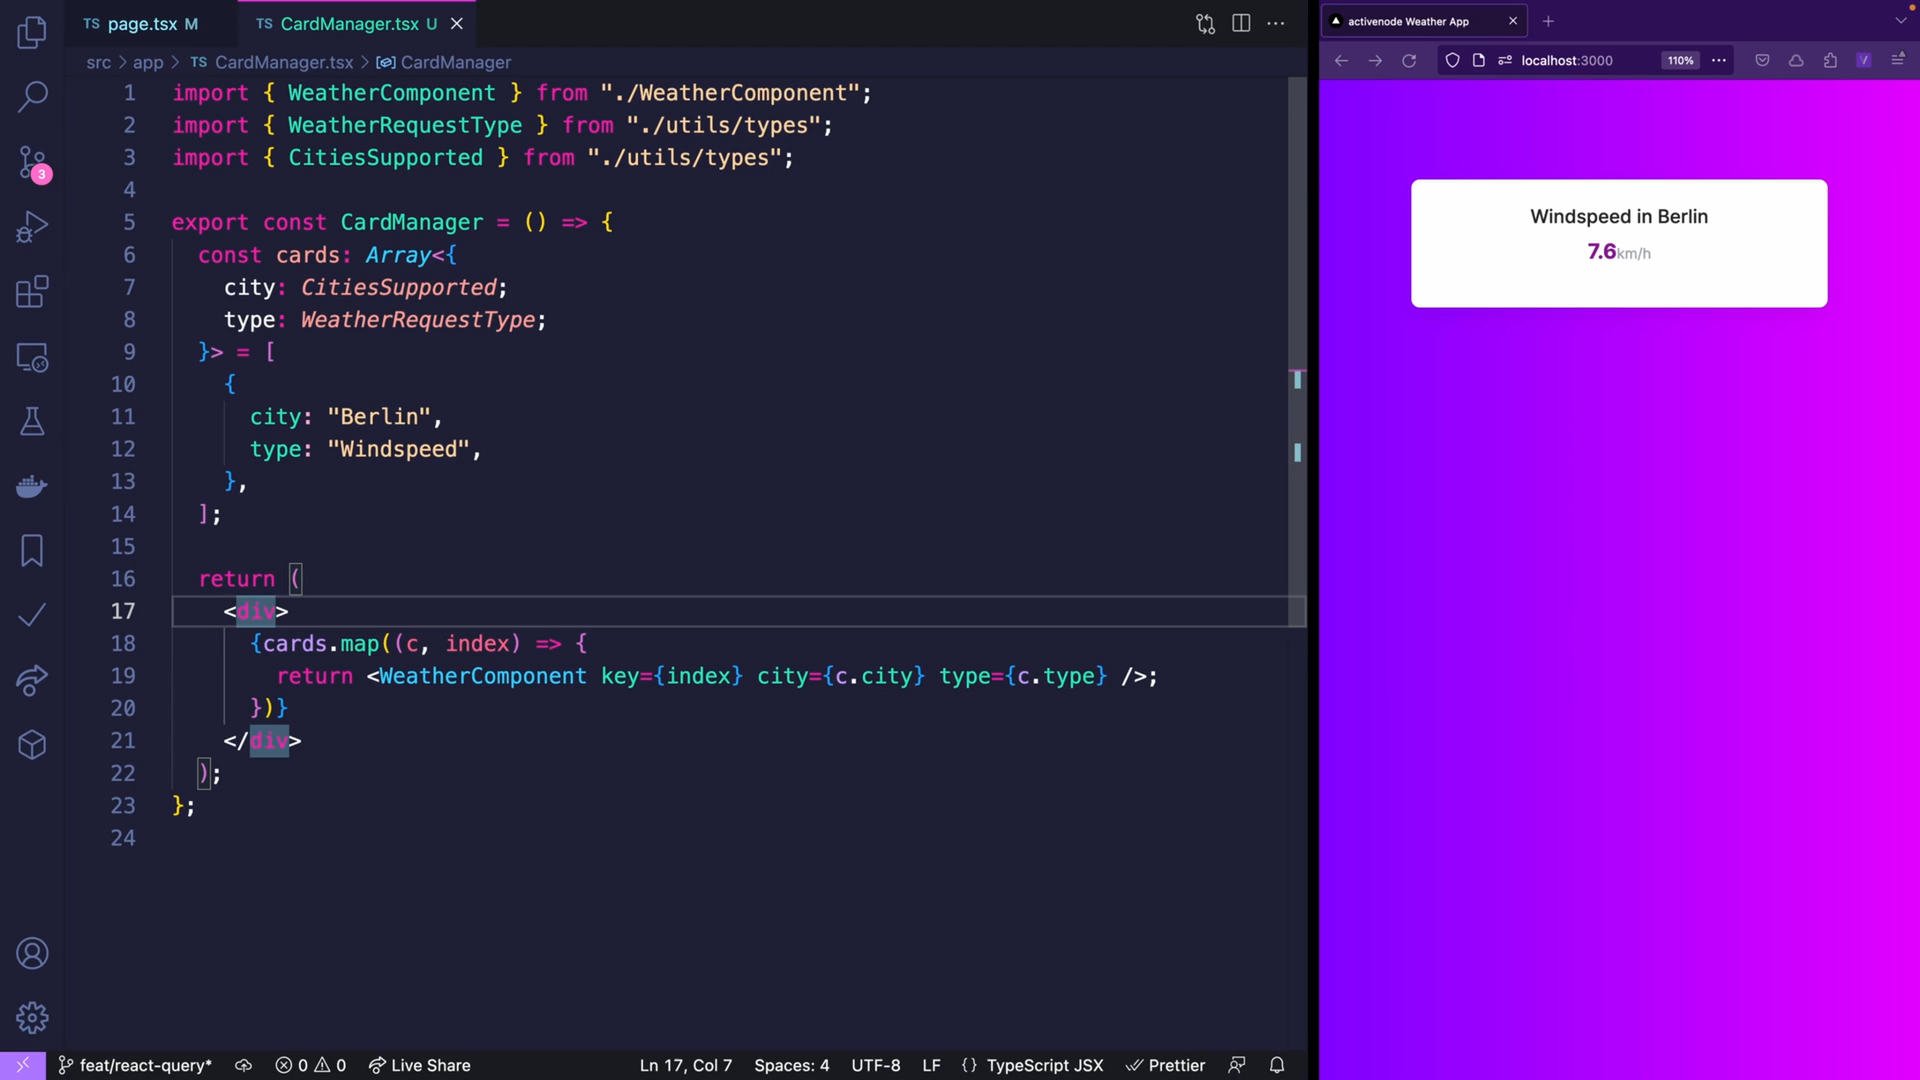 TS page.tsx M
TS CardManager.tsx U
src > app > TS CardManager.tsx > CardManager
1 import { WeatherComponent } from "./WeatherComponent";
2 import { WeatherRequestType } from "./utils/types";
3 import { CitiesSupported } from "./utils/types";
4
5 export const CardManager = () => {
6 const cards: Array<{
7 city: CitiesSupported;
8 type: WeatherRequestType;
9 }> = [
10 {
11 city: "Berlin",
12 type: "Windspeed",
13 },
14 ];
15
16 return (
17 <div>
18 {cards.map((c, index) => {
19 return <WeatherComponent key={index} city={c.city} type={c.type} />;
20 })}
21 </div>
22 );
23 };
24
3
feat/react-query* 0 0 Live Share Ln 17, Col 7 Spaces: 4 UTF-8 LF {} TypeScript JSX Prettier
activenode Weather App
localhost:3000 110%
V
Windspeed in Berlin
7.6km/h